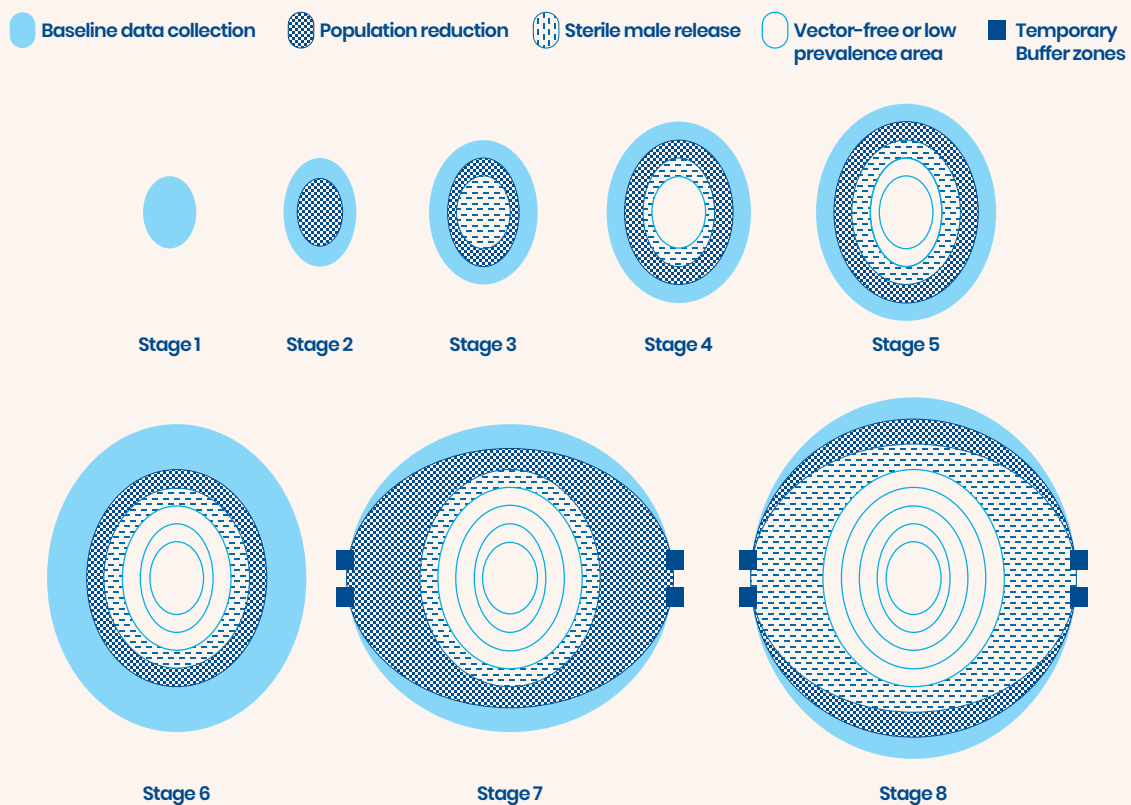 Baseline data collection
Population reduction
Sterile male release
Vector-free or low
prevalence area
Temporary
Buffer zones
Stage 1
Stage 2
Stage 3
Stage 4
Stage 5
Stage 6
Stage 7
Stage 8